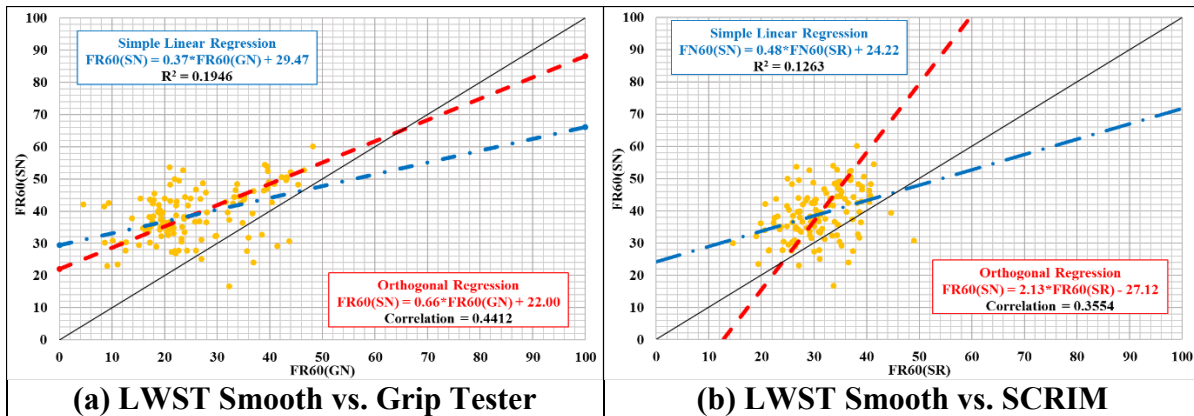 Simple Linear Regression
FR60(SN) = 0.37*FR60(GN) + 29.47
R² = 0.1946
Orthogonal Regression
FR60(SN) = 0.66*FR60(GN) + 22.00
Correlation = 0.4412
FR60(SN)
100
90
80
70
60
50
40
30
20
10
0
0 10 20 30 40 50 60 70 80 90 100
FR60(GN)
(a) LWST Smooth vs. Grip Tester
Simple Linear Regression
FN60(SN) = 0.48*FN60(SR) + 24.22
R² = 0.1263
Orthogonal Regression
FR60(SN) = 2.13*FR60(SR) - 27.12
Correlation = 0.3554
FR60(SN)
100
90
80
70
60
50
40
30
20
10
0
0 10 20 30 40 50 60 70 80 90 100
FR60(SR)
(b) LWST Smooth vs. SCRIM